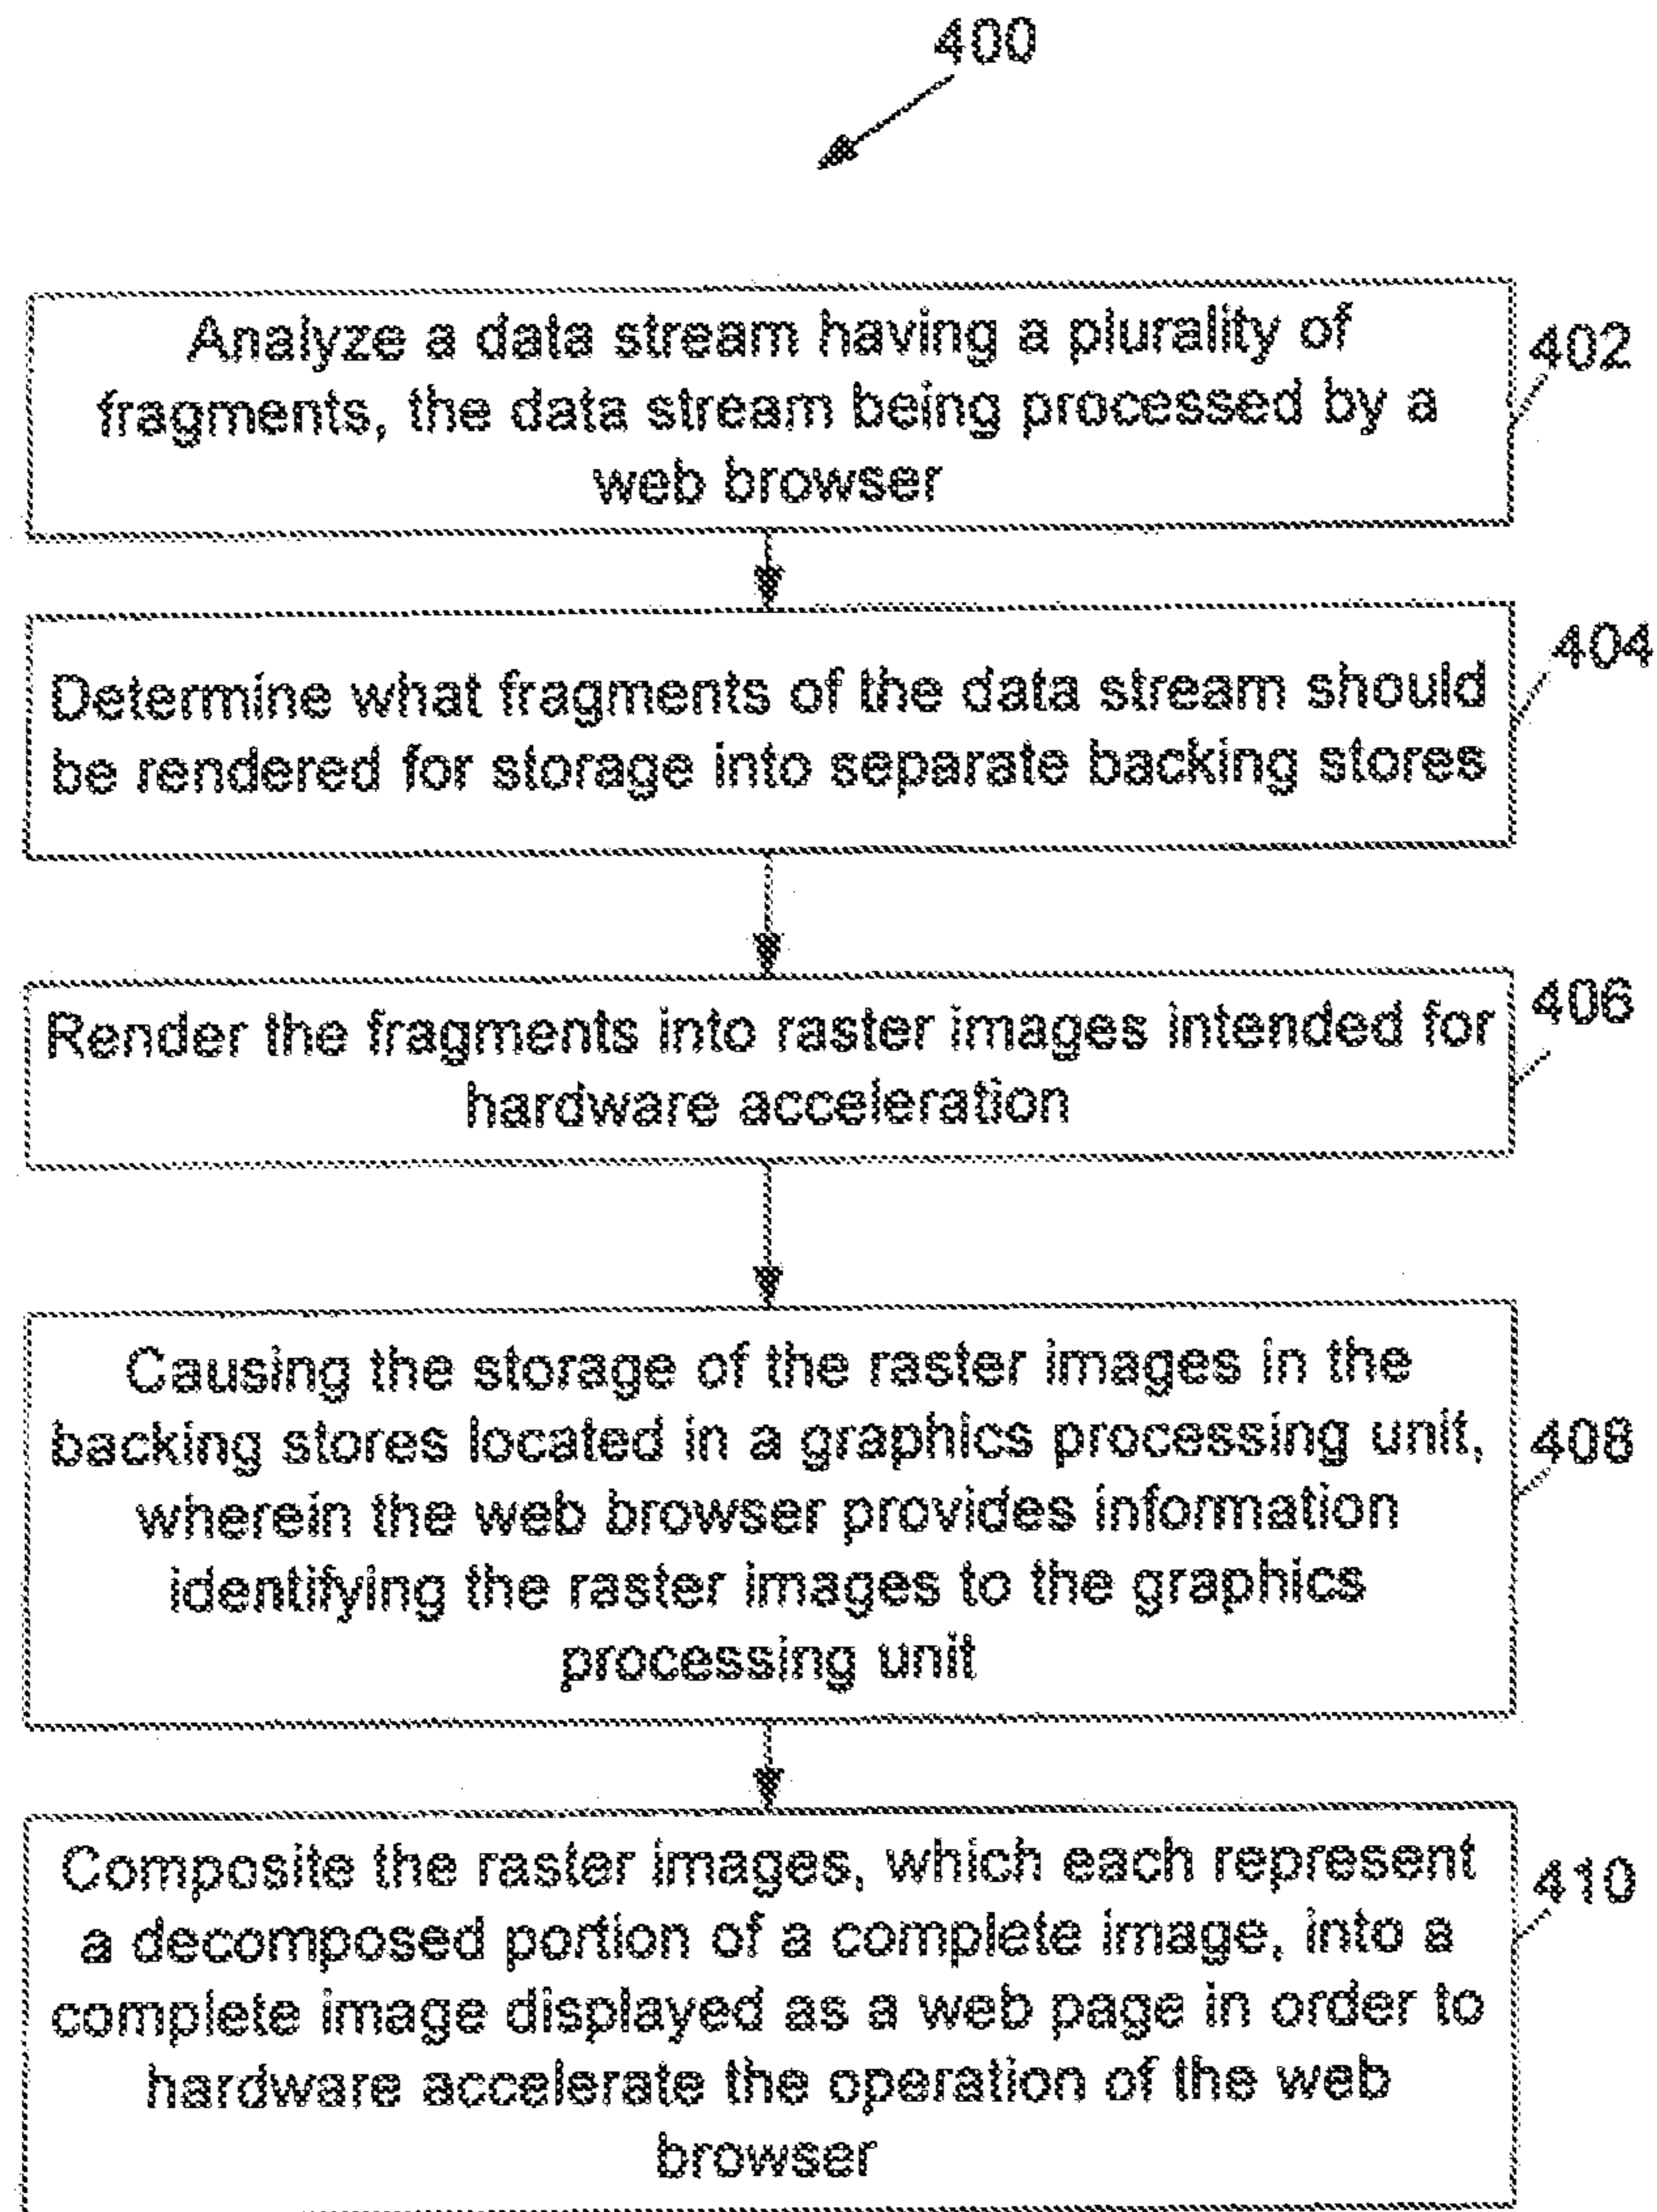 400
Analyze a data stream having a plurality of
fragments, the data stream being processed by a
web browser
402
Determine what fragments of the data stream should
be rendered for storage into separate backing stores
404
Render the fragments into raster images intended for
hardware acceleration
406
Causing the storage of the raster images in the
backing stores located in a graphics processing unit,
wherein the web browser provides information
identifying the raster images to the graphics
processing unit
408
Composite the raster images, which each represent
a decomposed portion of a complete image, into a
complete image displayed as a web page in order to
hardware accelerate the operation of the web
browser
410